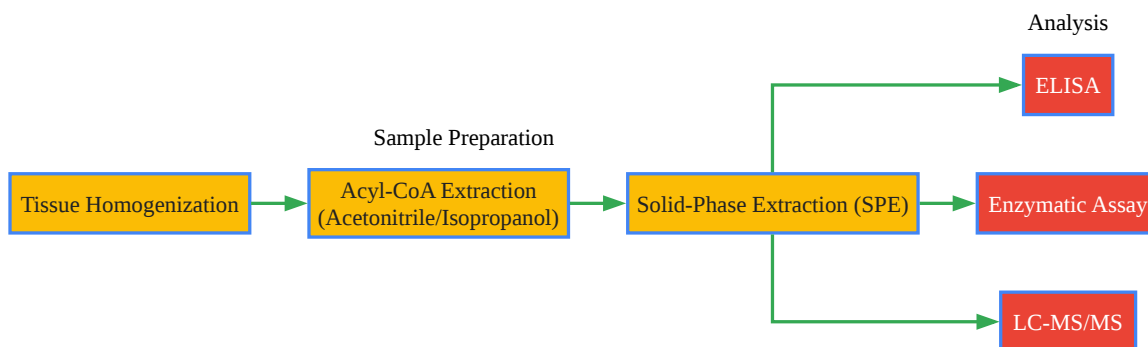 Analysis
ELISA
Sample Preparation
Tissue Homogenization
Acyl-CoA Extraction
(Acetonitrile/Isopropanol)
Solid-Phase Extraction (SPE)
Enzymatic Assay
LC-MS/MS